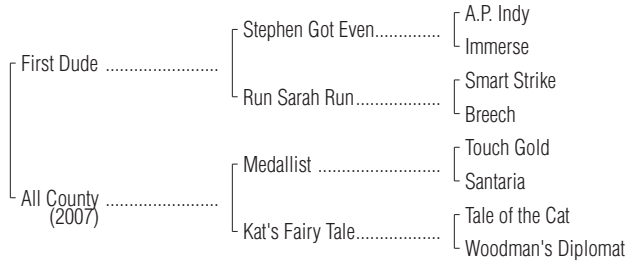 A.P. Indy
Stephen Got Even..............
Immerse
First Dude .......................
Smart Strike
Run Sarah Run..................
Breech
Touch Gold
Medallist ..........................
Santaria
All County .......................
(2007)
Tale of the Cat
Kat's Fairy Tale..................
Woodman's Diplomat